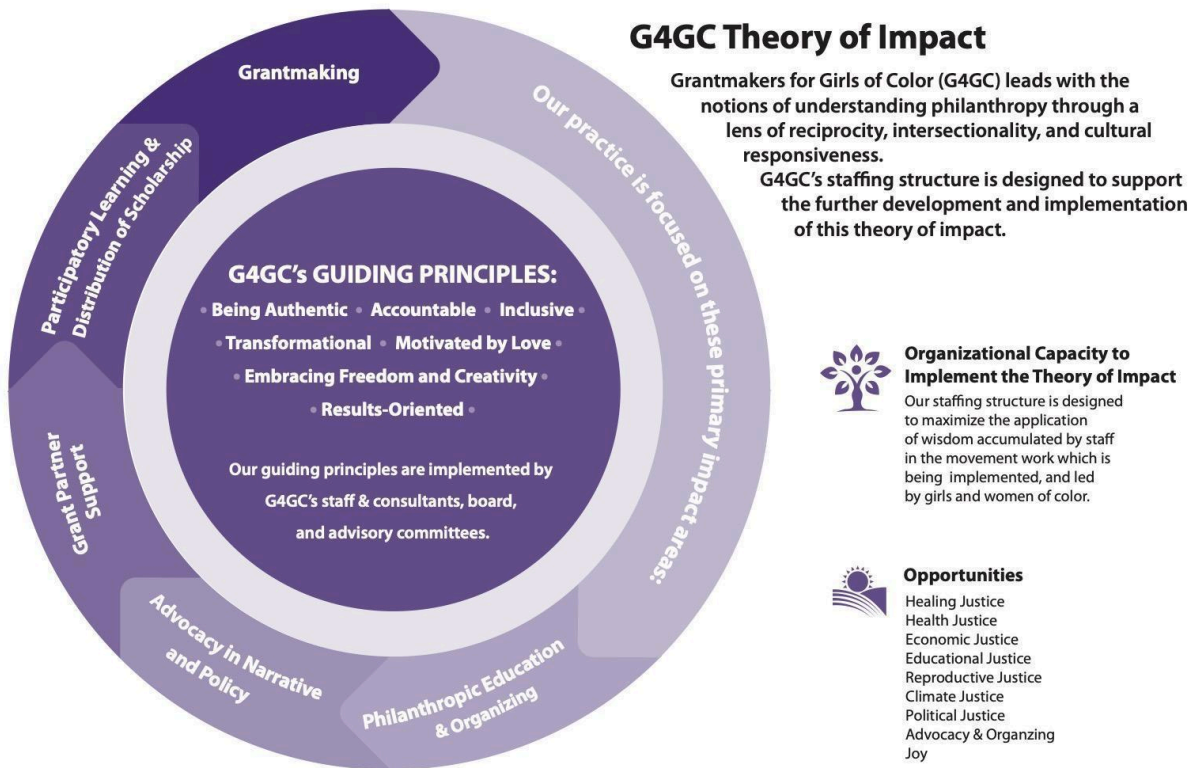 G4GC Theory of Impact
Grantmakers for Girls of Color (G4GC) leads with the
notions of understanding philanthropy through a
lens of reciprocity, intersectionality, and cultural
responsiveness.
G4GC's staffing structure is designed to support
the further development and implementation
of this theory of impact.
Grantmaking
Our practice is focused on these primary impact areas:
Philanthropic Education
& Organizing
Advocacy in Narrative
and Policy
Grant Partner
Support
Participatory Learning &
Distribution of Scholarship
G4GC's GUIDING PRINCIPLES:
• Being Authentic • Accountable • Inclusive •
• Transformational • Motivated by Love •
• Embracing Freedom and Creativity •
• Results-Oriented •
Our guiding principles are implemented by
G4GC's staff & consultants, board,
and advisory committees.
Organizational Capacity to
Implement the Theory of Impact
Our staffing structure is designed
to maximize the application
of wisdom accumulated by staff
in the movement work which is
being implemented, and led
by girls and women of color.
Opportunities
Healing Justice
Health Justice
Economic Justice
Educational Justice
Reproductive Justice
Climate Justice
Political Justice
Advocacy & Organzing
Joy